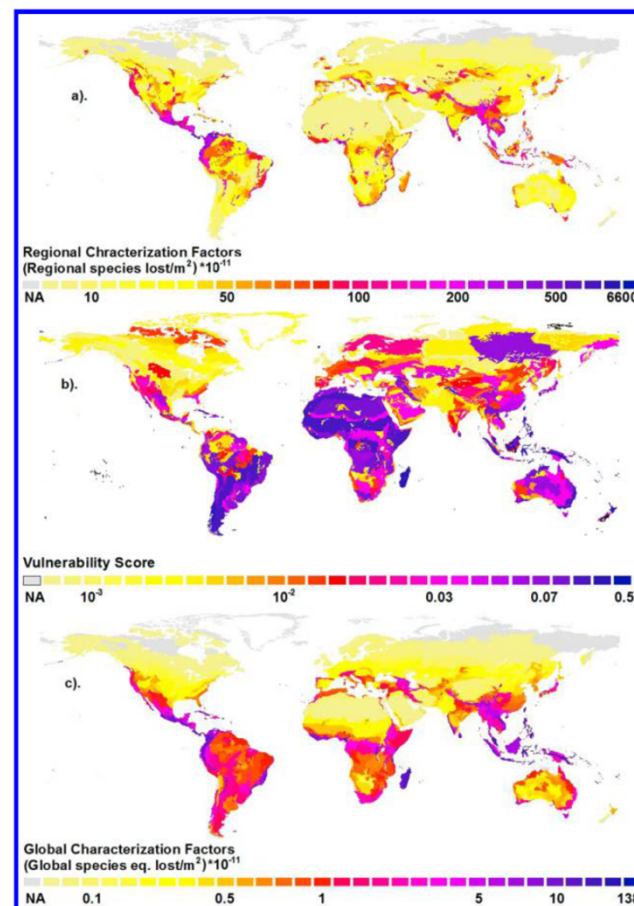 a).
Regional Chracterization Factors
(Regional species lost/m²)*10⁻¹¹
NA 10 50 100 200 500 6600
b).
Vulnerability Score
NA 10⁻³ 10⁻² 0.03 0.07 0.5
c).
Global Characterization Factors
(Global species eq. lost/m²)*10⁻¹¹
NA 0.1 0.5 1 5 10 138